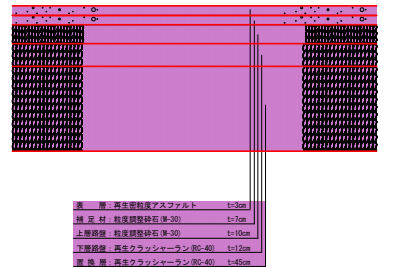 表　層：再生密粒度アスファルト　t=3cm
補 足 材：粒度調整砕石(M-30)　t=7cm
上層路盤：粒度調整砕石(M-30)　t=10cm
下層路盤：再生クラッシャーラン(RC-40)　t=12cm
置 換 層：再生クラッシャーラン(RC-40)　t=45cm